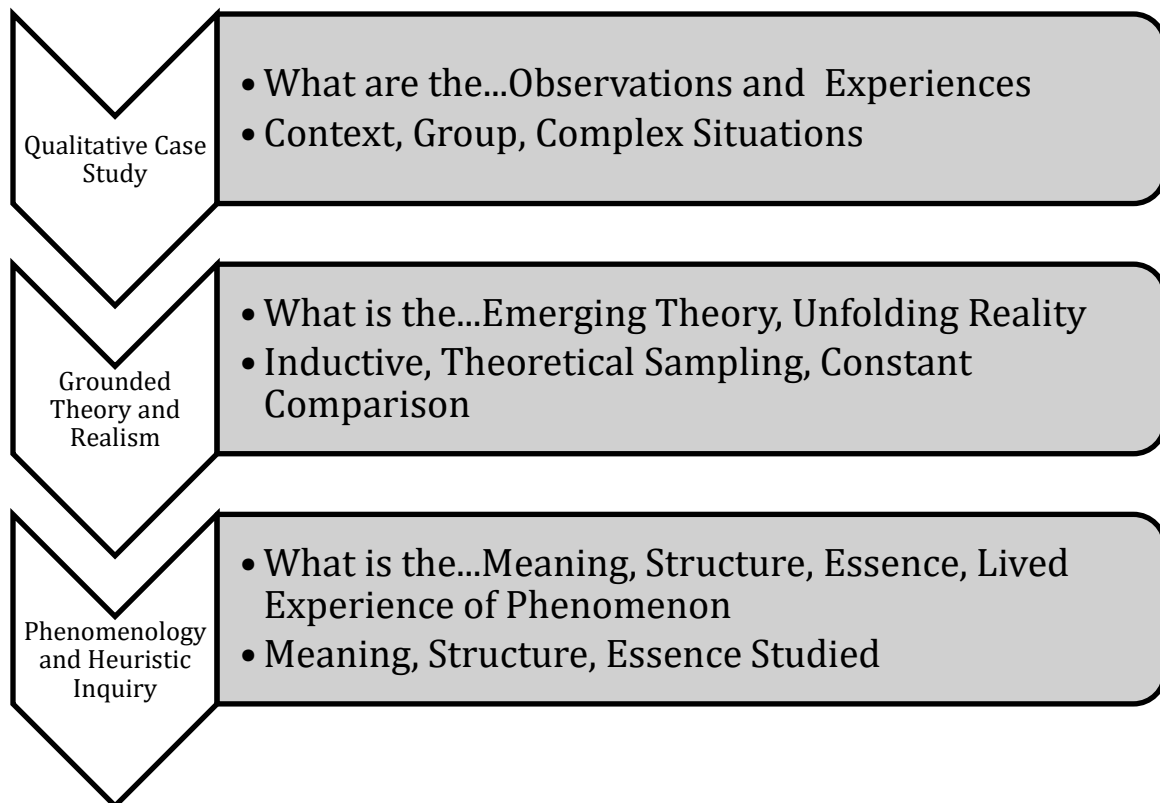 Qualitative Case
Study
• What are the...Observations and  Experiences
• Context, Group, Complex Situations
Grounded
Theory and
Realism
• What is the...Emerging Theory, Unfolding Reality
• Inductive, Theoretical Sampling, Constant
Comparison
Phenomenology
and Heuristic
Inquiry
• What is the...Meaning, Structure, Essence, Lived
Experience of Phenomenon
• Meaning, Structure, Essence Studied